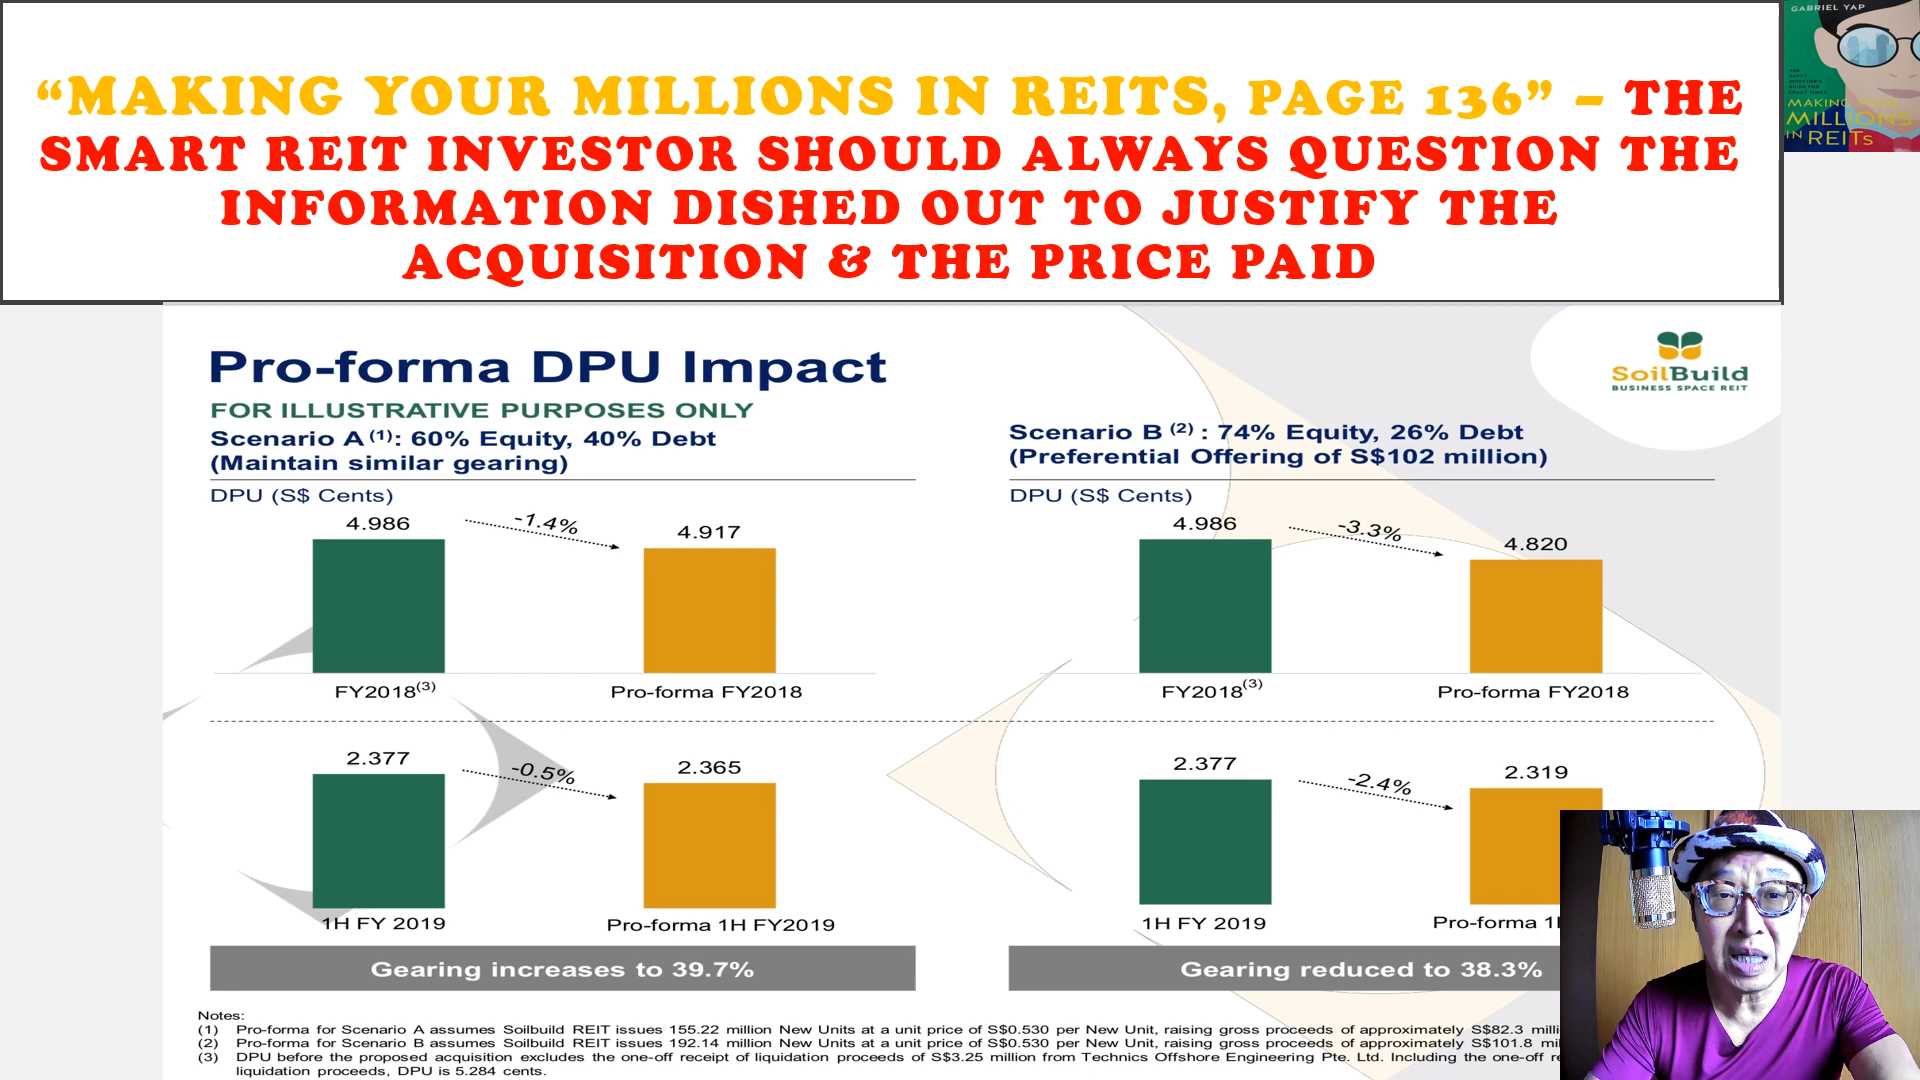 “MAKING YOUR MILLIONS IN REITS, PAGE 136” – THE
SMART REIT INVESTOR SHOULD ALWAYS QUESTION THE
INFORMATION DISHED OUT TO JUSTIFY THE
ACQUISITION & THE PRICE PAID
GABRIEL YAP
MAKING YOUR
MILLIONS
IN REITs
Pro-forma DPU Impact
SoilBuild
BUSINESS SPACE REIT
FOR ILLUSTRATIVE PURPOSES ONLY
Scenario A (1): 60% Equity, 40% Debt
(Maintain similar gearing)
DPU (S$ Cents)
4.986
-1.4%
4.917
FY2018(3)
Pro-forma FY2018
2.377
-0.5%
2.365
1H FY 2019
Pro-forma 1H FY2019
Gearing increases to 39.7%
Scenario B (2) : 74% Equity, 26% Debt
(Preferential Offering of S$102 million)
DPU (S$ Cents)
4.986
-3.3%
4.820
FY2018(3)
Pro-forma FY2018
2.377
-2.4%
2.319
1H FY 2019
Pro-forma 1
Gearing reduced to 38.3%
Notes:
(1) Pro-forma for Scenario A assumes Soilbuild REIT issues 155.22 million New Units at a unit price of S$0.530 per New Unit, raising gross proceeds of approximately S$82.3 milli
(2) Pro-forma for Scenario B assumes Soilbuild REIT issues 192.14 million New Units at a unit price of S$0.530 per New Unit, raising gross proceeds of approximately S$101.8 mi
(3) DPU before the proposed acquisition excludes the one-off receipt of liquidation proceeds of S$3.25 million from Technics Offshore Engineering Pte. Ltd. Including the one-off re
liquidation proceeds, DPU is 5.284 cents.